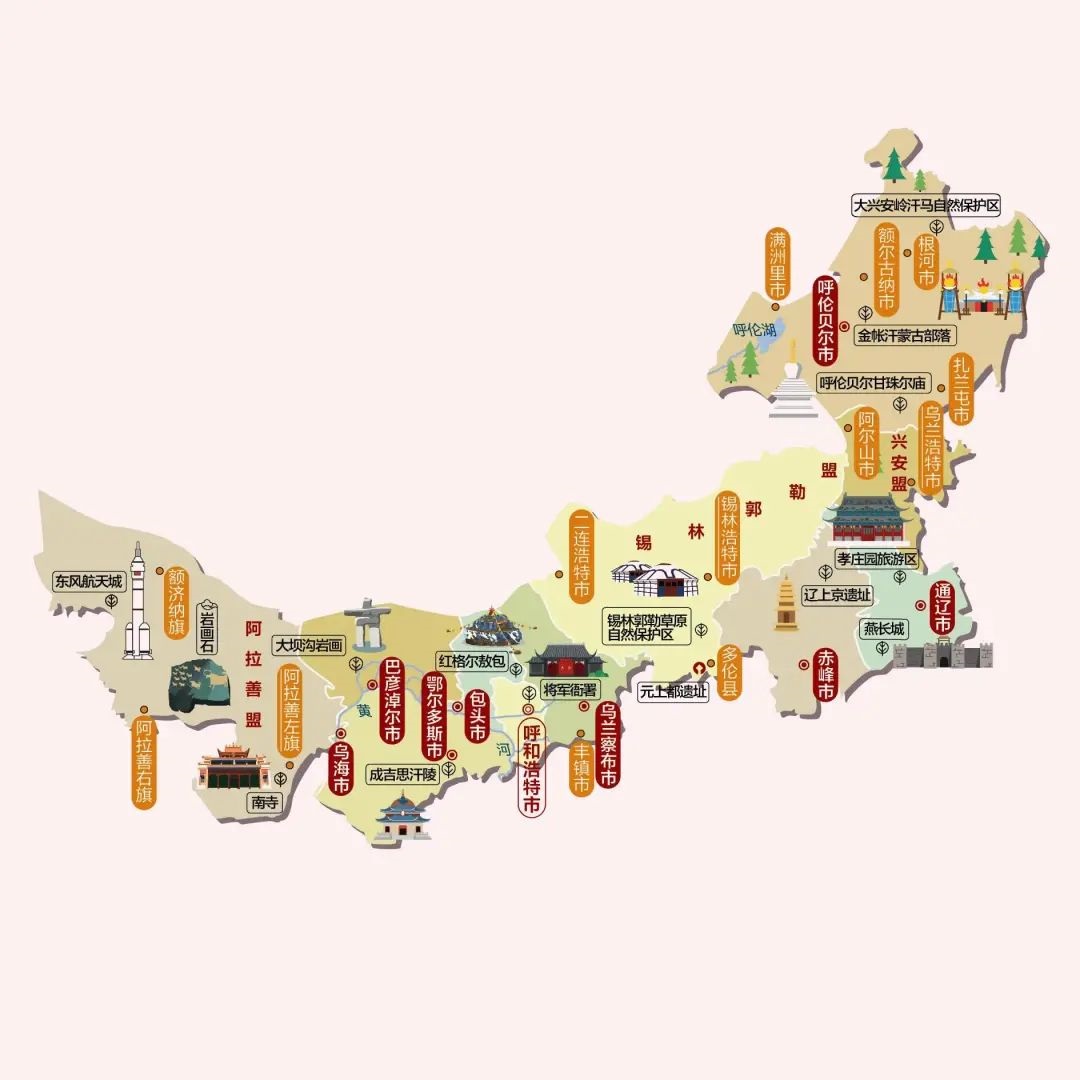 大兴安岭汗马自然保护区
满洲里市
额尔古纳市
根河市
呼伦贝尔市
呼伦湖
金帐汗蒙古部落
呼伦贝尔甘珠尔庙
扎兰屯市
阿尔山市
兴安盟
乌兰浩特市
锡林郭勒盟
二连浩特市
锡林浩特市
孝庄园旅游区
辽上京遗址
通辽市
燕长城
赤峰市
锡林郭勒草原
自然保护区
多伦县
元上都遗址
东风航天城
额济纳旗
岩画石
阿拉善盟
大坝沟岩画
阿拉善左旗
阿拉善右旗
南寺
红格尔敖包
巴彦淖尔市
鄂尔多斯市
包头市
将军衙署
乌兰察布市
黄河
乌海市
成吉思汗陵
呼和浩特市
丰镇市